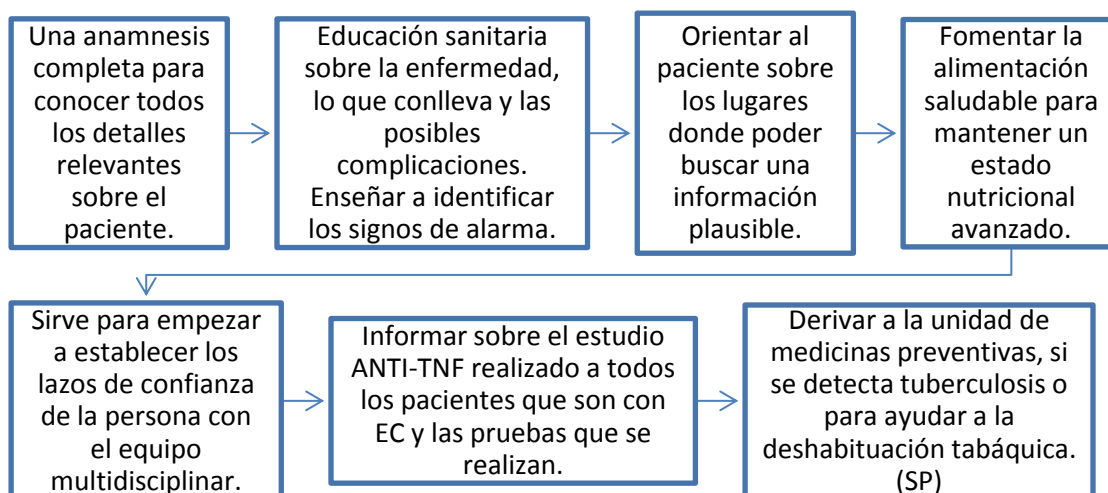 Una anamnesis
completa para
conocer todos
los detalles
relevantes
sobre el
paciente.
Educación sanitaria
sobre la enfermedad,
lo que conlleva y las
posibles
complicaciones.
Enseñar a identificar
los signos de alarma.
Orientar al
paciente sobre
los lugares
donde poder
buscar una
información
plausible.
Fomentar la
alimentación
saludable para
mantener un
estado
nutricional
avanzado.
Sirve para empezar
a establecer los
lazos de confianza
de la persona con
el equipo
multidisciplinar.
Informar sobre el estudio
ANTI-TNF realizado a todos
los pacientes que son con
EC y las pruebas que se
realizan.
Derivar a la unidad de
medicinas preventivas, si
se detecta tuberculosis o
para ayudar a la
deshabituación tabáquica.
(SP)